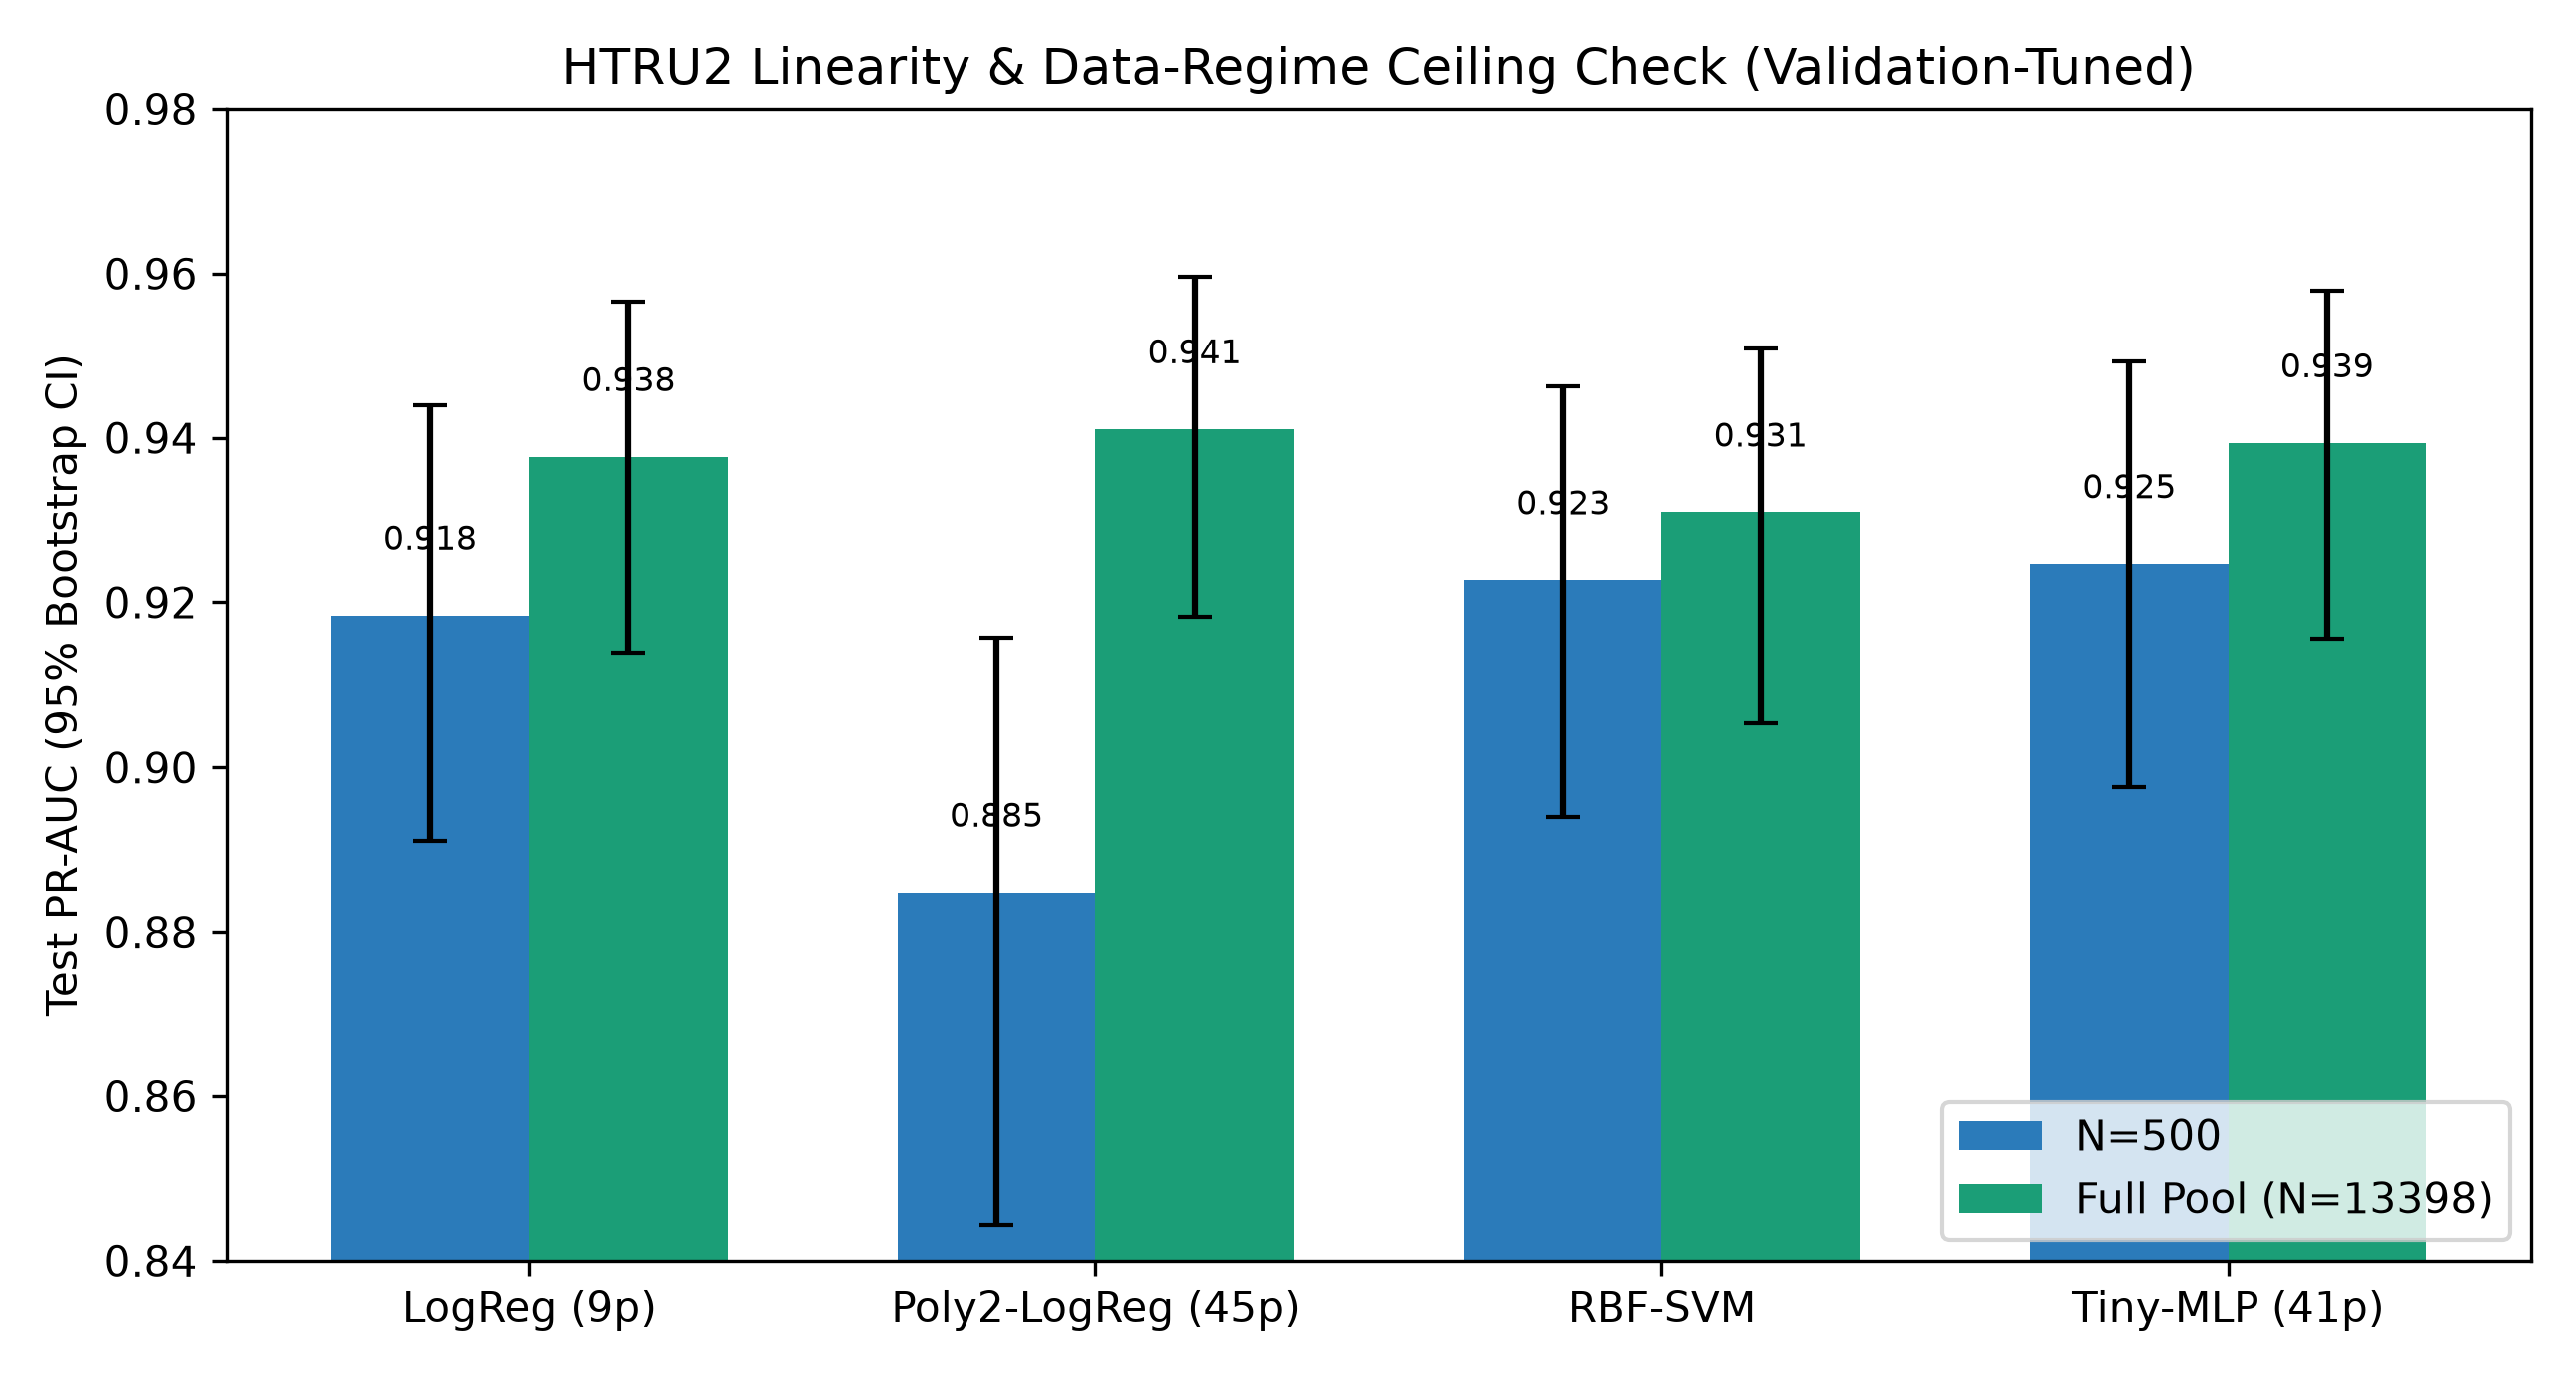 HTRU2 Linearity & Data-Regime Ceiling Check (Validation-Tuned)
Test PR-AUC (95% Bootstrap CI)
0.98
0.96
0.94
0.92
0.90
0.88
0.86
0.84
0.918
0.938
0.885
0.941
0.923
0.931
0.925
0.939
N=500
Full Pool (N=13398)
LogReg (9p)
Poly2-LogReg (45p)
RBF-SVM
Tiny-MLP (41p)